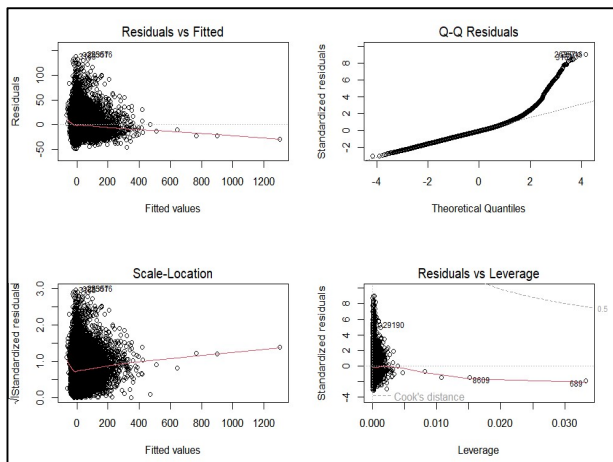 Residuals vs Fitted
Residuals
100
50
0
-50
0 200 400 600 800 1000 1200
Fitted values
Q-Q Residuals
Standardized residuals
8
6
4
2
0
-2
-4 -2 0 2 4
Theoretical Quantiles
Scale-Location
√|Standardized residuals
3.0
2.0
1.0
0.0
0 200 400 600 800 1000 1200
Fitted values
Residuals vs Leverage
Standardized residuals
8
6
4
2
0
-4
0.5
29190
8609
689
Cook's distance
0.000 0.010 0.020 0.030
Leverage